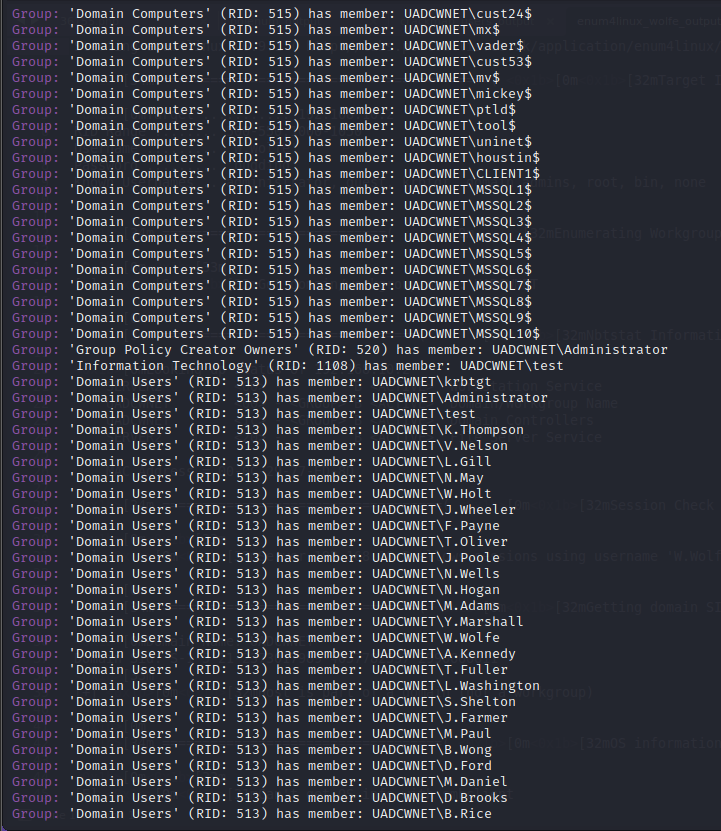 Group: 'Domain Computers' (RID: 515) has member: UADCWNET\cust24$
Group: 'Domain Computers' (RID: 515) has member: UADCWNET\mx$
Group: 'Domain Computers' (RID: 515) has member: UADCWNET\vader$
Group: 'Domain Computers' (RID: 515) has member: UADCWNET\cust53$
Group: 'Domain Computers' (RID: 515) has member: UADCWNET\mv$
Group: 'Domain Computers' (RID: 515) has member: UADCWNET\mickey$
Group: 'Domain Computers' (RID: 515) has member: UADCWNET\ptld$
Group: 'Domain Computers' (RID: 515) has member: UADCWNET\tool$
Group: 'Domain Computers' (RID: 515) has member: UADCWNET\uninet$
Group: 'Domain Computers' (RID: 515) has member: UADCWNET\houstin$
Group: 'Domain Computers' (RID: 515) has member: UADCWNET\CLIENT1$
Group: 'Domain Computers' (RID: 515) has member: UADCWNET\MSSQL1$
Group: 'Domain Computers' (RID: 515) has member: UADCWNET\MSSQL2$
Group: 'Domain Computers' (RID: 515) has member: UADCWNET\MSSQL3$
Group: 'Domain Computers' (RID: 515) has member: UADCWNET\MSSQL4$
Group: 'Domain Computers' (RID: 515) has member: UADCWNET\MSSQL5$
Group: 'Domain Computers' (RID: 515) has member: UADCWNET\MSSQL6$
Group: 'Domain Computers' (RID: 515) has member: UADCWNET\MSSQL7$
Group: 'Domain Computers' (RID: 515) has member: UADCWNET\MSSQL8$
Group: 'Domain Computers' (RID: 515) has member: UADCWNET\MSSQL9$
Group: 'Domain Computers' (RID: 515) has member: UADCWNET\MSSQL10$
Group: 'Group Policy Creator Owners' (RID: 520) has member: UADCWNET\Administrator
Group: 'Information Technology' (RID: 1108) has member: UADCWNET\test
Group: 'Domain Users' (RID: 513) has member: UADCWNET\krbtgt
Group: 'Domain Users' (RID: 513) has member: UADCWNET\Administrator
Group: 'Domain Users' (RID: 513) has member: UADCWNET\test
Group: 'Domain Users' (RID: 513) has member: UADCWNET\K.Thompson
Group: 'Domain Users' (RID: 513) has member: UADCWNET\V.Nelson
Group: 'Domain Users' (RID: 513) has member: UADCWNET\L.Gill
Group: 'Domain Users' (RID: 513) has member: UADCWNET\N.May
Group: 'Domain Users' (RID: 513) has member: UADCWNET\W.Holt
Group: 'Domain Users' (RID: 513) has member: UADCWNET\J.Wheeler
Group: 'Domain Users' (RID: 513) has member: UADCWNET\F.Payne
Group: 'Domain Users' (RID: 513) has member: UADCWNET\T.Oliver
Group: 'Domain Users' (RID: 513) has member: UADCWNET\J.Poole
Group: 'Domain Users' (RID: 513) has member: UADCWNET\N.Wells
Group: 'Domain Users' (RID: 513) has member: UADCWNET\N.Hogan
Group: 'Domain Users' (RID: 513) has member: UADCWNET\M.Adams
Group: 'Domain Users' (RID: 513) has member: UADCWNET\Y.Marshall
Group: 'Domain Users' (RID: 513) has member: UADCWNET\W.Wolfe
Group: 'Domain Users' (RID: 513) has member: UADCWNET\A.Kennedy
Group: 'Domain Users' (RID: 513) has member: UADCWNET\T.Fuller
Group: 'Domain Users' (RID: 513) has member: UADCWNET\L.Washington
Group: 'Domain Users' (RID: 513) has member: UADCWNET\S.Shelton
Group: 'Domain Users' (RID: 513) has member: UADCWNET\J.Farmer
Group: 'Domain Users' (RID: 513) has member: UADCWNET\M.Paul
Group: 'Domain Users' (RID: 513) has member: UADCWNET\B.Wong
Group: 'Domain Users' (RID: 513) has member: UADCWNET\D.Ford
Group: 'Domain Users' (RID: 513) has member: UADCWNET\M.Daniel
Group: 'Domain Users' (RID: 513) has member: UADCWNET\D.Brooks
Group: 'Domain Users' (RID: 513) has member: UADCWNET\B.Rice